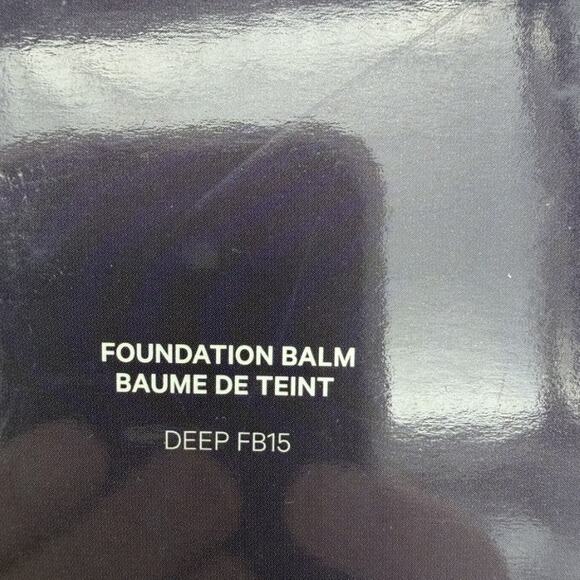 FOUNDATION BALM
BAUME DE TEINT
DEEP FB15